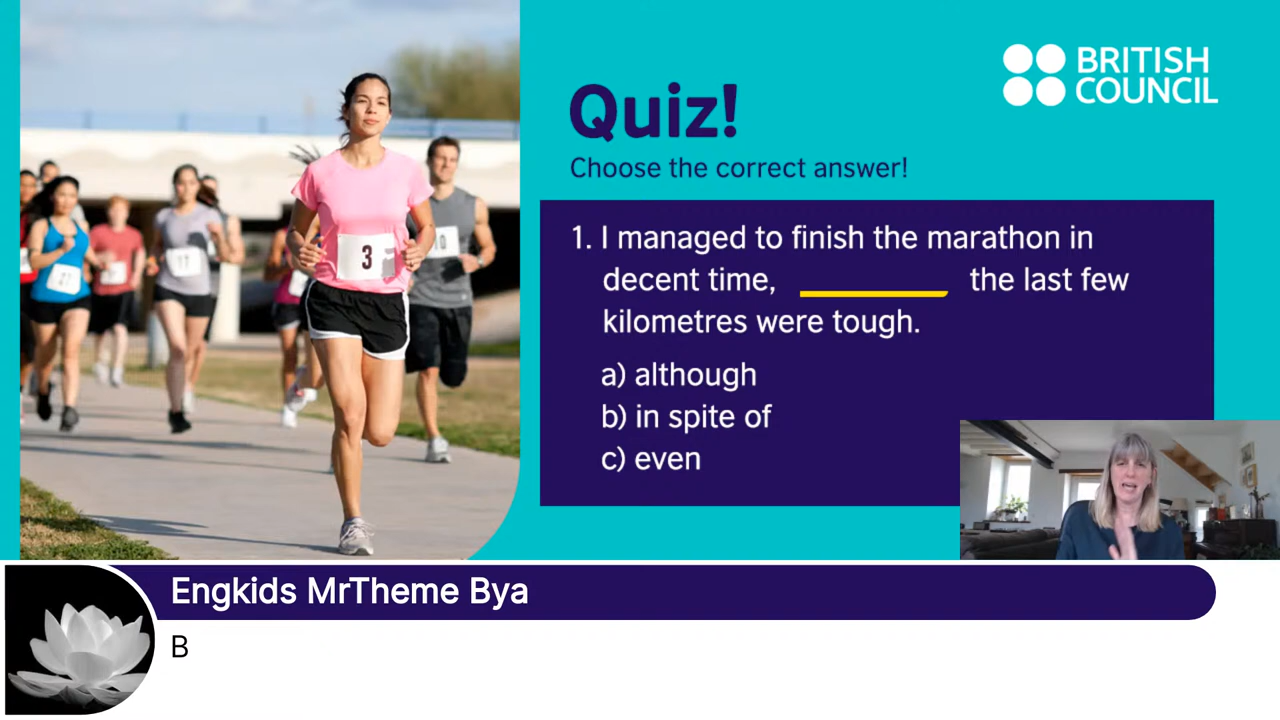 BRITISH
COUNCIL
Quiz!
Choose the correct answer!
1. I managed to finish the marathon in
decent time, the last few
kilometres were tough.
a) although
b) in spite of
c) even
3
Engkids MrTheme Bya
B